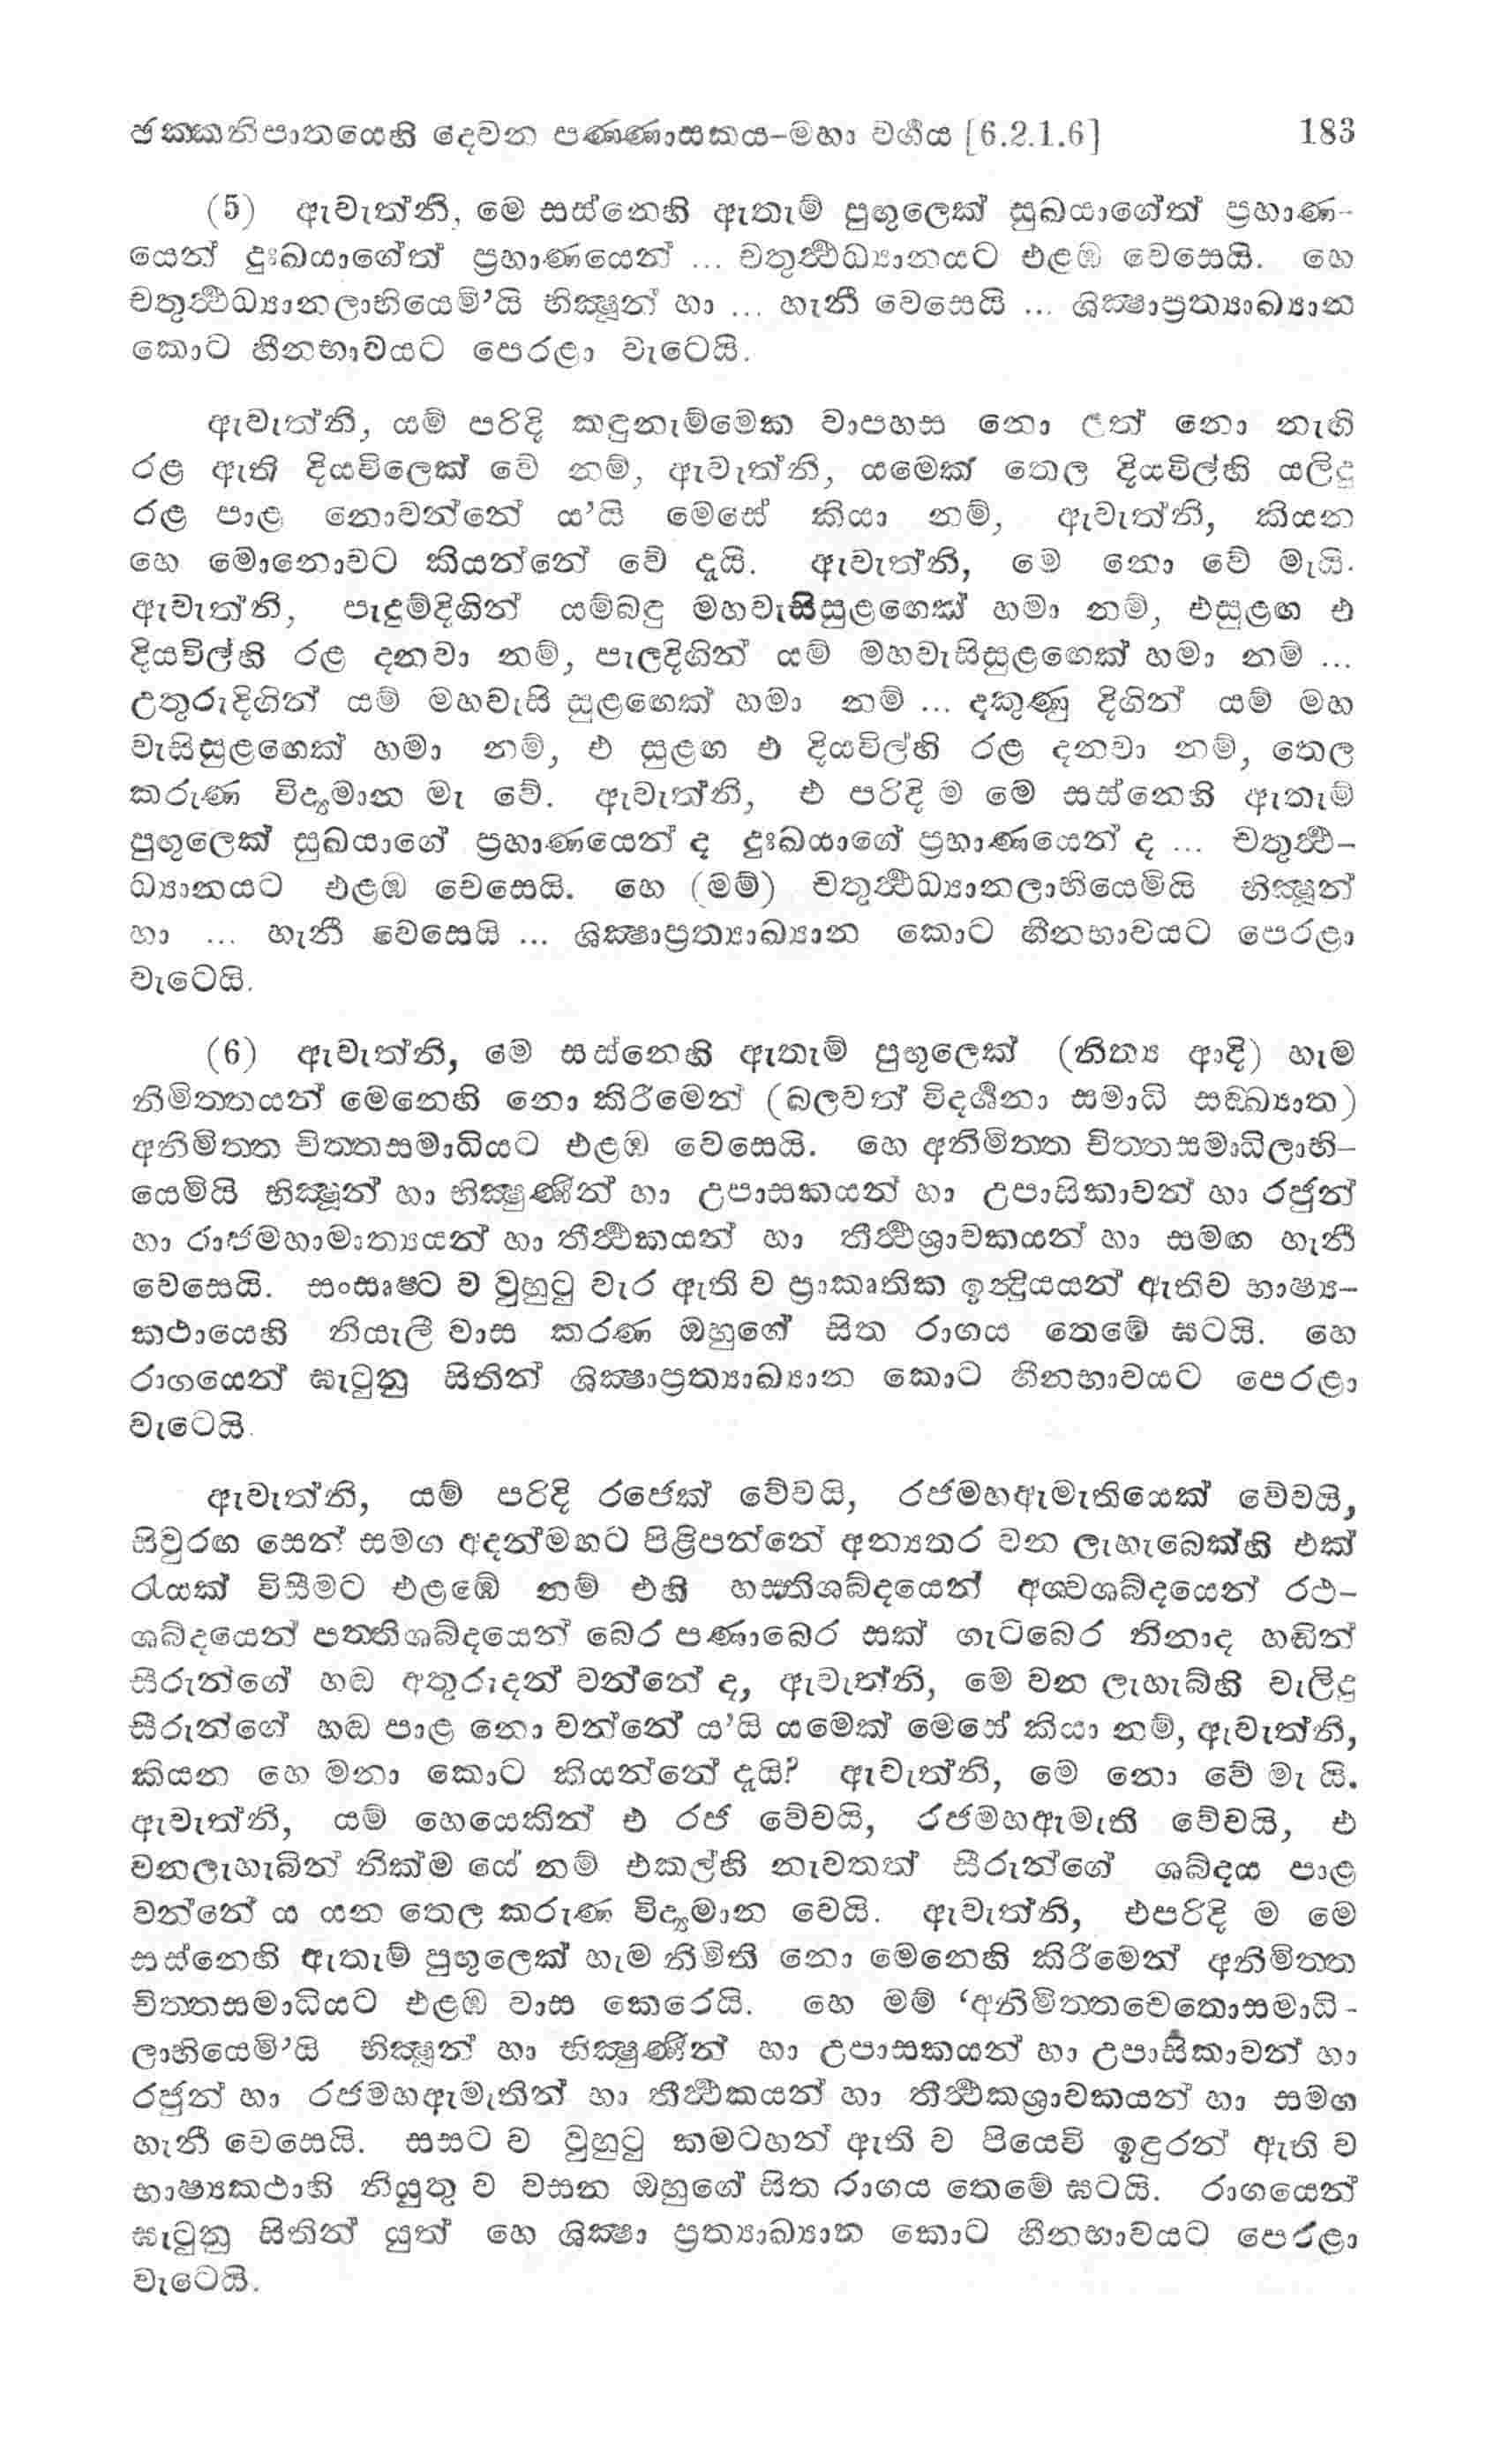 ඡක්කනිපාතයෙහි දෙවන පණ්ණාසකය-මහා වර්‍ගය [6.2.1.6] 183
(5) ඇවැත්නි, මෙ සස්නෙහි ඇතැම් පුඟුලෙක් සුඛයාගේත් ප්‍රහාණ-
යෙන් දුඃඛයාගේත් ප්‍රහාණයෙන් ... චතුර්‍ත්‍ථධ්‍යානයට එළඹ වෙසෙයි. හෙ
චතුර්‍ත්‍ථධ්‍යානලාභියෙමි’යි භික්‍ෂූන් හා ... හැනී වෙසෙයි ... ශික්‍ෂාප්‍රත්‍යාඛ්‍යාන
කොට හීනභාවයට පෙරළා වැටෙයි.
ඇවැත්නි, යම් පරිදි කඳුනැම්මෙක වාපහස නො ලත් නො නැඟි
රළ ඇති දියවිලෙක් වේ නම්, ඇවැත්නි, යමෙක් තෙල දියවිල්හි යලිදු
රළ පාළ නොවන්නේ ය’යි මෙසේ කියා නම්, ඇවැත්නි, කියන
හෙ මොනොවට කියන්නේ වේ දැයි. ඇවැත්නි, මෙ නො වේ මැයි.
ඇවැත්නි, පැදුම්දිගින් යම්බඳු මහවැසිසුළඟෙක් හමා නම්, එසුළඟ එ
දියවිල්හි රළ දනවා නම්, පැලදිගින් යම් මහවැසිසුළඟෙක් හමා නම් ...
උතුරුදිගින් යම් මහවැසි සුළඟෙක් හමා නම් ... දකුණු දිගින් යම් මහ
වැසිසුළඟෙක් හමා නම්, එ සුළඟ එ දියවිල්හි රළ දනවා නම්, තෙල
කරුණ විද්‍යමාන මැ වේ. ඇවැත්නි, එ පරිදි ම මෙ සස්නෙහි ඇතැම්
පුඟුලෙක් සුඛයාගේ ප්‍රහාණයෙන් ද දුඃඛයාගේ ප්‍රහාණයෙන් ද ... චතුර්‍ත්‍ථ-
ධ්‍යානයට එළඹ වෙසෙයි. හෙ (මම්) චතුර්‍ත්‍ථධ්‍යානලාභියෙමියි භික්‍ෂූන්
හා ... හැනී වෙසෙයි ... ශික්‍ෂාප්‍රත්‍යාඛ්‍යාන කොට හීනභාවයට පෙරළා
වැටෙයි.
(6) ඇවැත්නි, මෙ සස්නෙහි ඇතැම් පුඟුලෙක් (නිත්‍ය ආදි) හැම
නිමිත්තයන් මෙනෙහි නො කිරීමෙන් (බලවත් විදර්‍ශනා සමාධි සඞ්ඛ්‍යාත)
අනිමිත්ත චිත්තසමාධියට එළඹ වෙසෙයි. හෙ අනිමිත්ත චිත්තසමාධිලාභි-
යෙමියි භික්‍ෂූන් හා භික්‍ෂුණීන් හා උපාසකයන් හා උපාසිකාවන් හා රජුන්
හා රාජමහාමාත්‍යයන් හා තීර්‍ත්‍ථකයන් හා තීර්‍ත්‍ථශ්‍රාවකයන් හා සමඟ හැනී
වෙසෙයි. සංසෘෂ්ට ව වුහුටු වැර ඇති ව ප්‍රාකෘතික ඉන්‍ද්‍රියයන් ඇතිව භාෂ්‍ය-
කථායෙහි නියැලී වාස කරණ ඔහුගේ සිත රාගය තෙමේ ඝටයි. හෙ
රාගයෙන් ඝැටුනු සිතින් ශික්‍ෂාප්‍රත්‍යාඛ්‍යාන කොට හීනභාවයට පෙරළා
වැටෙයි.
ඇවැත්නි, යම් පරිදි රජෙක් වේවයි, රජමහඇමැතියෙක් වේවයි,
සිවුරඟ සෙන් සමග අදන්මඟට පිළිපන්නේ අන්‍යතර වන ලැහැබෙක්හි එක්
රැයක් විසීමට එළඹේ නම් එහි හස්තිශබ්දයෙන් අශ්වශබ්දයෙන් රථ-
ශබ්දයෙන් පත්තිශබ්දයෙන් බෙර පණාබෙර සක් ගැටබෙර නිනාද හඬින්
සීරුන්ගේ හඬ අතුරුදන් වන්නේ ද, ඇවැත්නි, මෙ වන ලැහැබ්හි වැලිදු
සීරුන්ගේ හඬ පාළ නො වන්නේ ය’යි යමෙක් මෙසේ කියා නම්, ඇවැත්නි,
කියන හෙ මනා කොට කියන්නේ දැයි? ඇවැත්නි, මෙ නො වේ මැ යි.
ඇවැත්නි, යම් හෙයෙකින් එ රජ වේවයි, රජමහඇමැති වේවයි, එ
වනලැහැබින් නික්ම යේ නම් එකල්හි නැවතත් සීරුන්ගේ ශබ්දය පාළ
වන්නේ ය යන තෙල කරුණ විද්‍යමාන වෙයි. ඇවැත්නි, එපරිදි ම මෙ
සස්නෙහි ඇතැම් පුඟුලෙක් හැම නිමිති නො මෙනෙහි කිරීමෙන් අනිමිත්ත
චිත්තසමාධියට එළඹ වාස කෙරෙයි. හෙ මම් ‘අනිමිත්තචෙතොසමාධි-
ලාභියෙමි’යි භික්‍ෂූන් හා භික්‍ෂුණීන් හා උපාසකයන් හා උපාසිකාවන් හා
රජුන් හා රජමහඇමැතින් හා තීර්‍ත්‍ථකයන් හා තීර්‍ත්‍ථකශ්‍රාවකයන් හා සමඟ
හැනී වෙසෙයි. සසට ව වුහුටු කමටහන් ඇති ව පියෙවි ඉඳුරන් ඇති ව
භාෂ්‍යකථාහි නියුතු ව වසන ඔහුගේ සිත රාගය තෙමේ ඝටයි. රාගයෙන්
ඝැටුනු සිතින් යුත් හෙ ශික්‍ෂා ප්‍රත්‍යාඛ්‍යාන කොට හීනභාවයට පෙරළා
වැටෙයි.